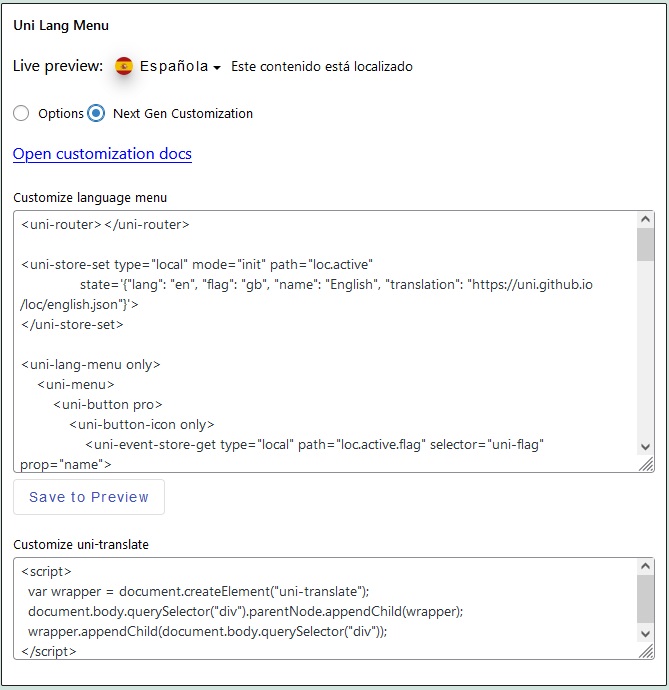 Uni Lang Menu
Live preview: Española Este contenido está localizado
Options Next Gen Customization
Open customization docs
Customize language menu
<uni-router></uni-router>
<uni-store-set type="local" mode="init" path="loc.active"
state='{"lang": "en", "flag": "gb", "name": "English", "translation": "https://uni.github.io
/loc/english.json"}'>
</uni-store-set>
<uni-lang-menu only>
<uni-menu>
<uni-button pro>
<uni-button-icon only>
<uni-event-store-get type="local" path="loc.active.flag" selector="uni-flag"
prop="name">
Save to Preview
Customize uni-translate
<script>
var wrapper = document.createElement("uni-translate");
document.body.querySelector("div").parentNode.appendChild(wrapper);
wrapper.appendChild(document.body.querySelector("div"));
</script>